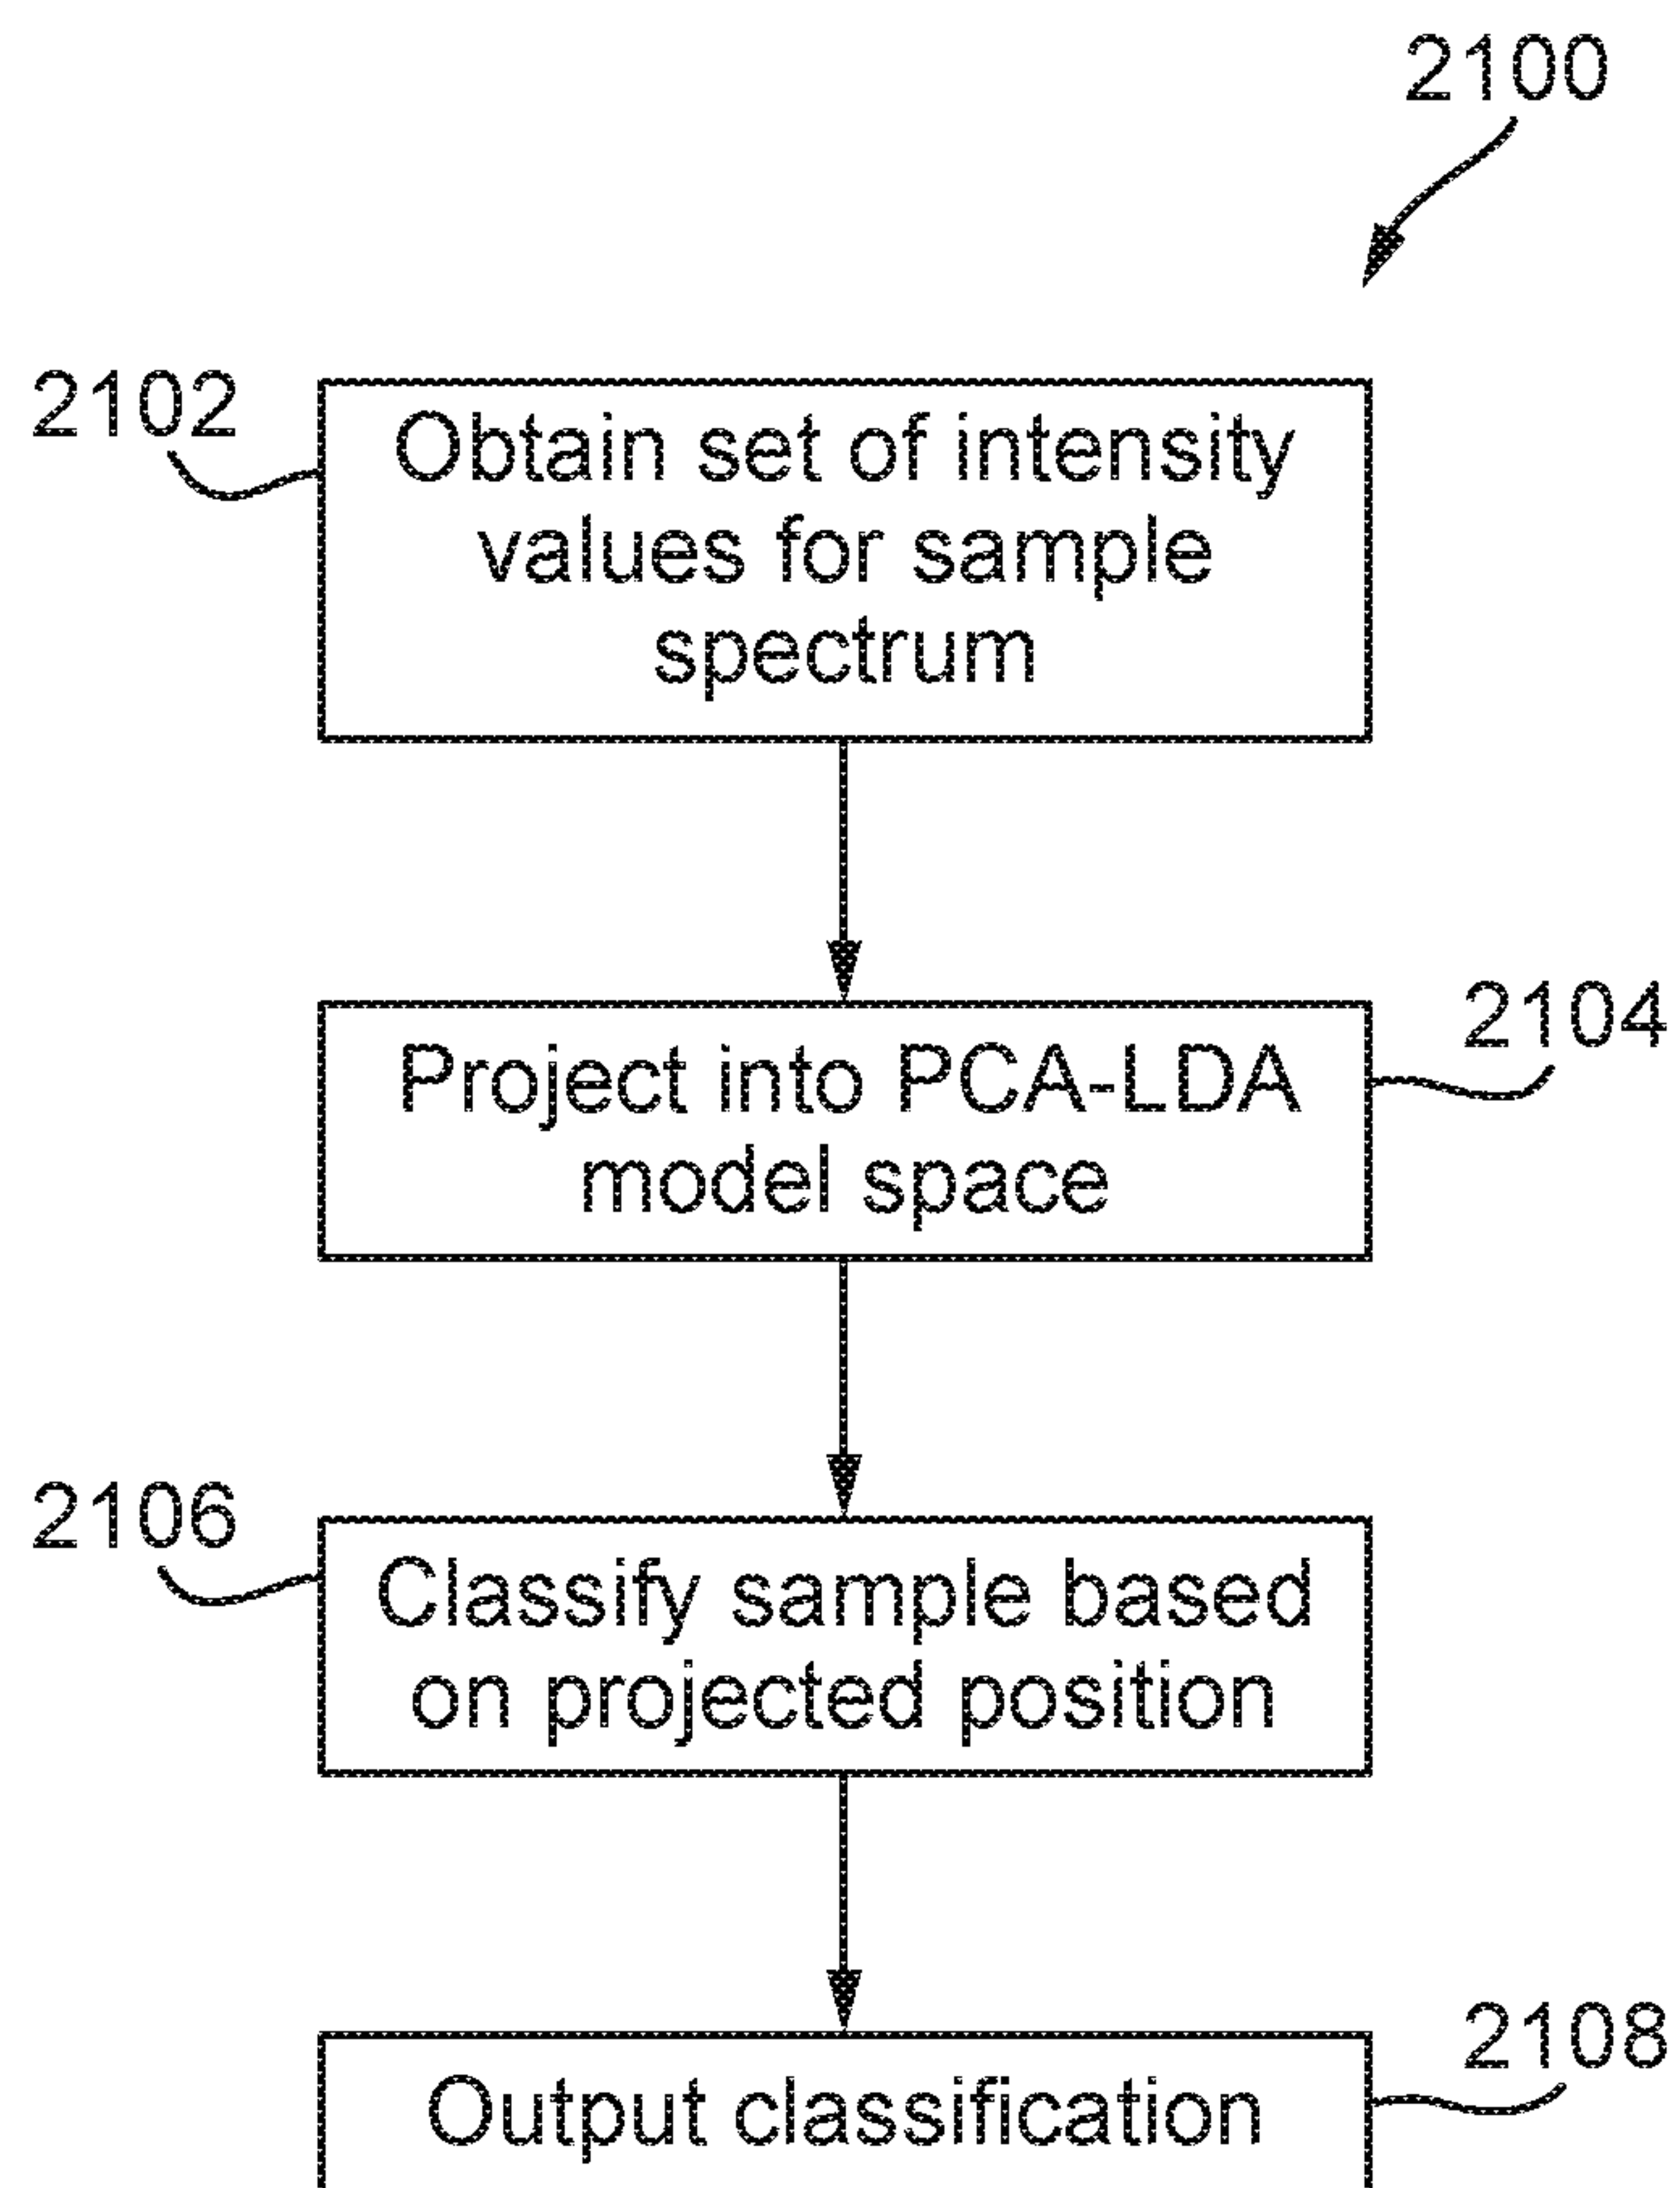 2100
2102
Obtain set of intensity
values for sample
spectrum
2104
Project into PCA-LDA
model space
2106
Classify sample based
on projected position
2108
Output classification